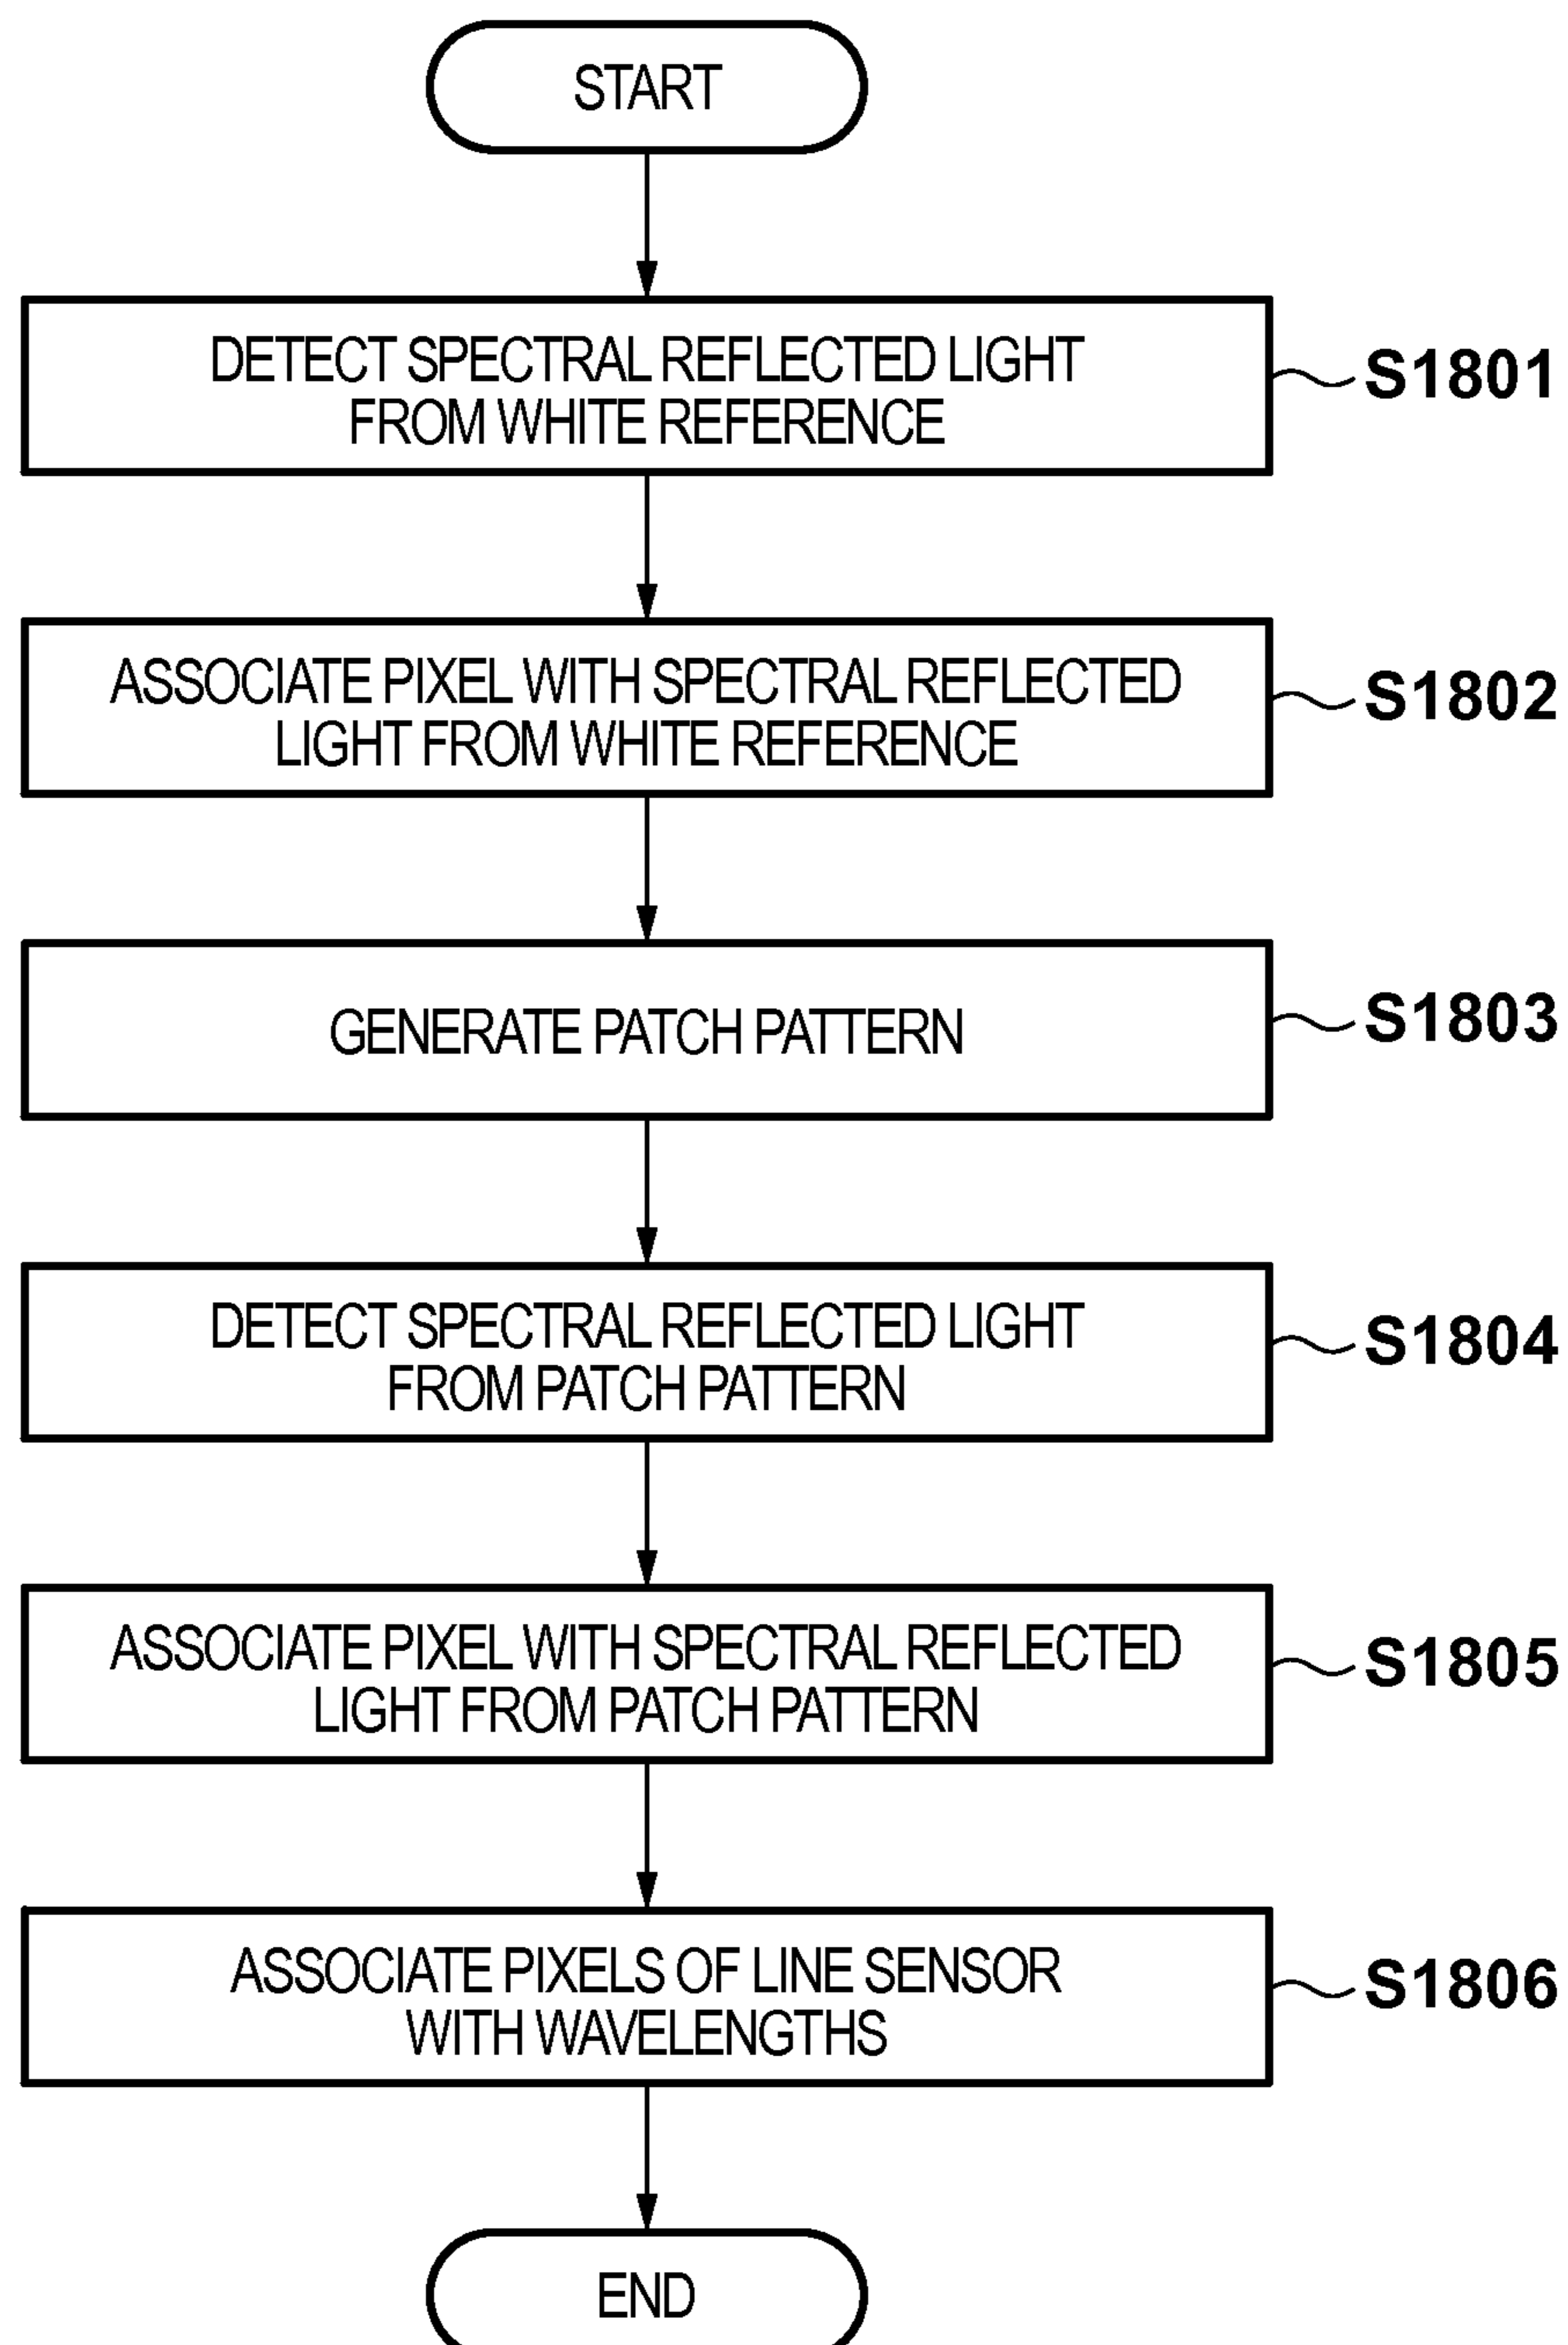 START
DETECT SPECTRAL REFLECTED LIGHT
FROM WHITE REFERENCE
S1801
ASSOCIATE PIXEL WITH SPECTRAL REFLECTED
LIGHT FROM WHITE REFERENCE
S1802
GENERATE PATCH PATTERN
S1803
DETECT SPECTRAL REFLECTED LIGHT
FROM PATCH PATTERN
S1804
ASSOCIATE PIXEL WITH SPECTRAL REFLECTED
LIGHT FROM PATCH PATTERN
S1805
ASSOCIATE PIXELS OF LINE SENSOR
WITH WAVELENGTHS
S1806
END